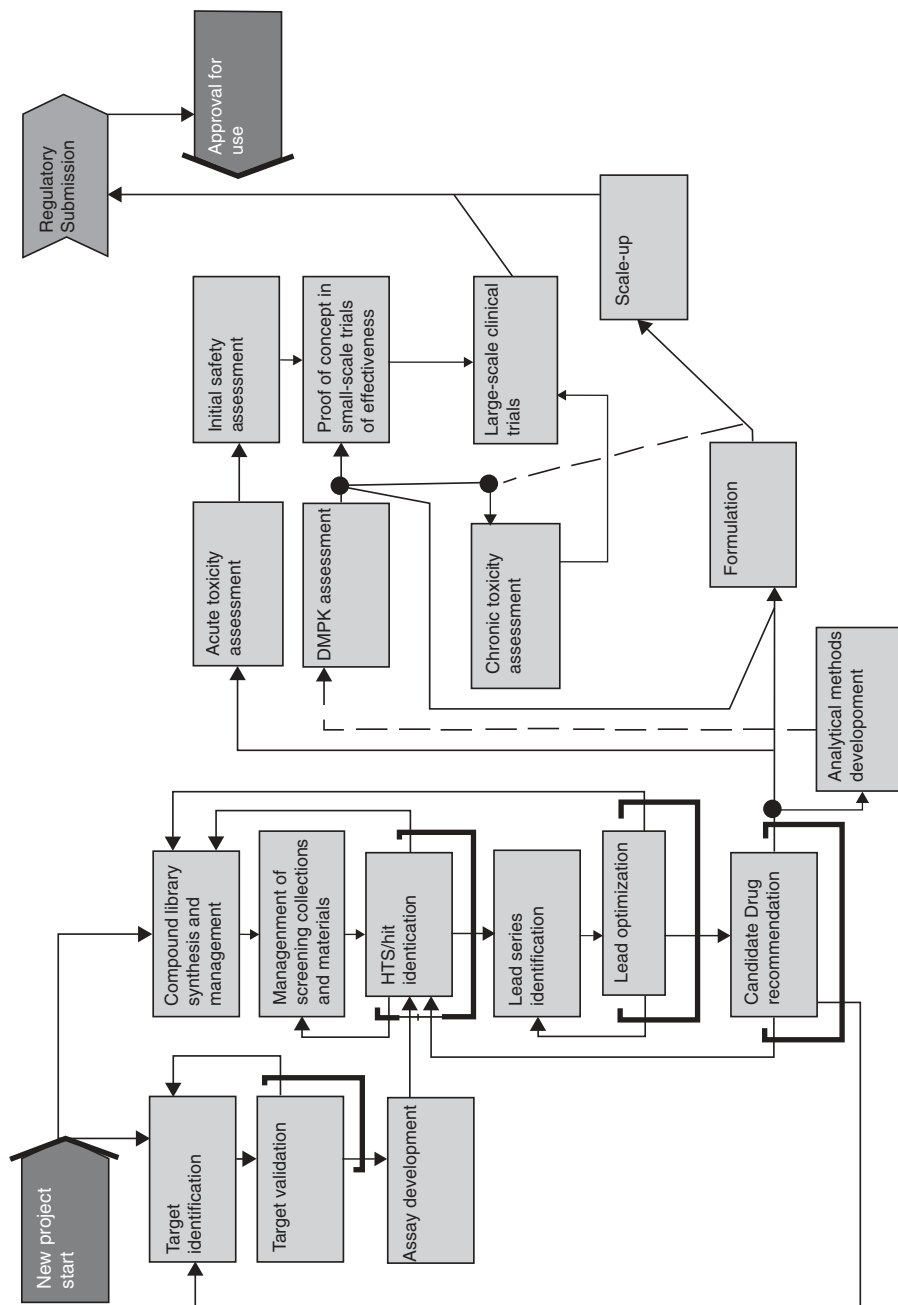 New project
start
Target
identification
Target validation
Assay development
Compound library
synthesis and
management
Managenment of
screening collections
and materials
HTS/hit
identication
Lead series
identification
Lead optimization
Candidate Drug
recommendation
Analytical methods
developoment
Acute toxicity
assessment
DMPK assessment
Chronic toxicity
assessment
Formulation
Initial safety
assessment
Proof of concept in
small-scale trials
of effectiveness
Large-scale clinical
trials
Scale-up
Regulatory
Submission
Approval for
use